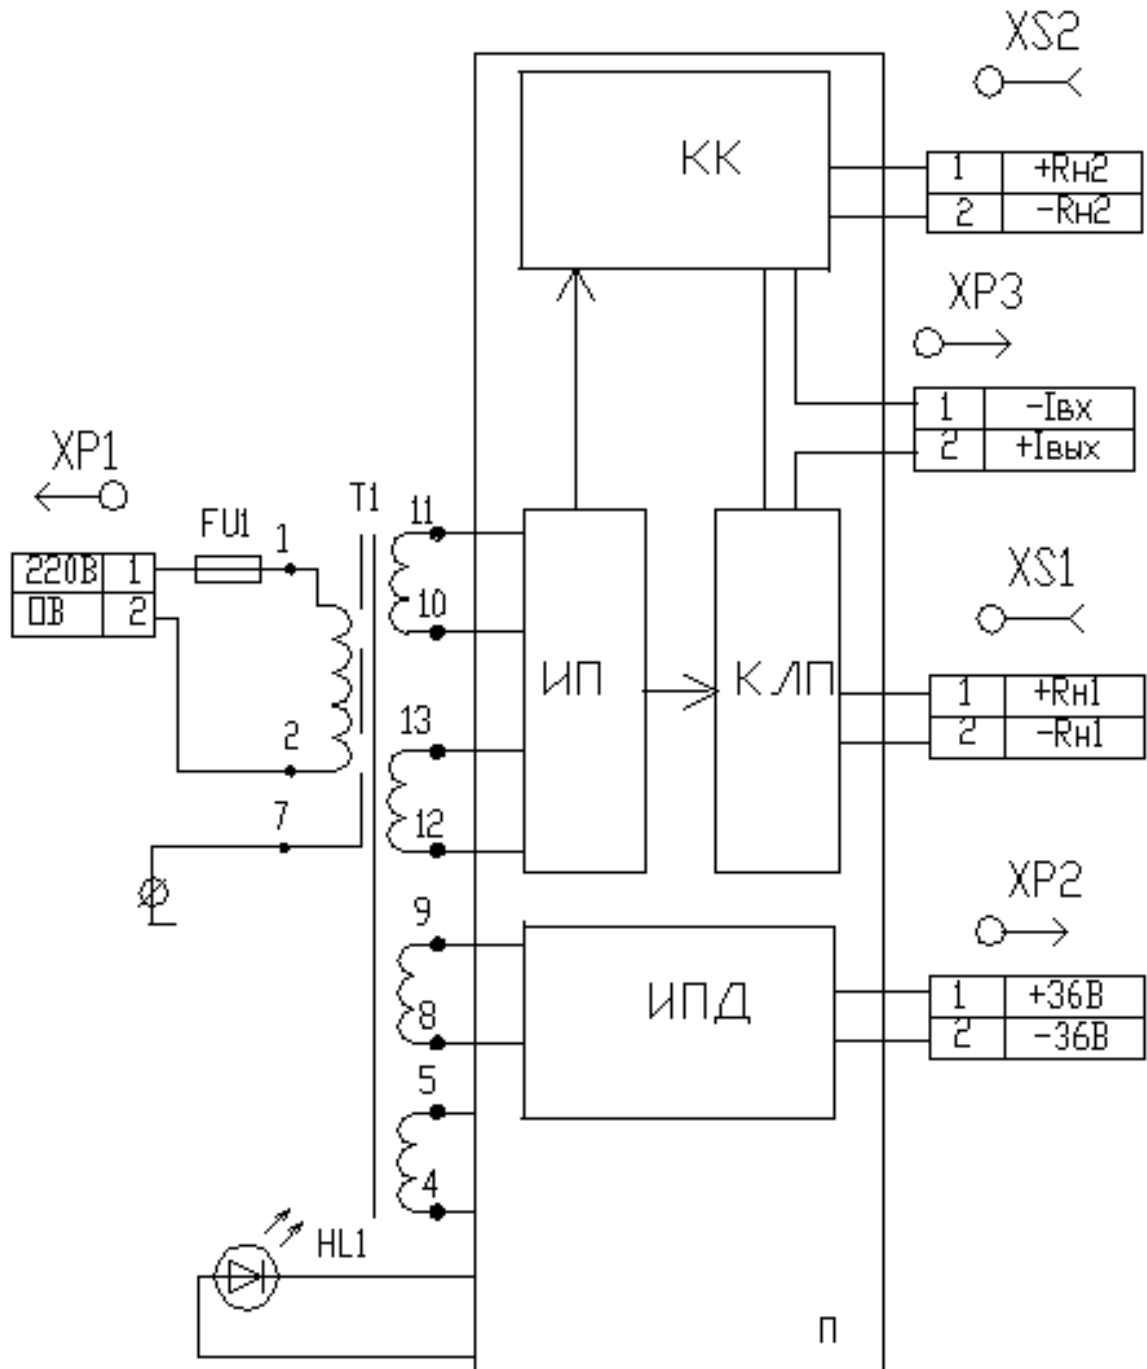 XS2
КК
1 +Rн2
2 -Rн2
XP3
1 -Iвх
2 +Iвых
XP1
T1
11
FU1
1
220В 1
0В 2
10
XS1
ИП
КЛП
1 +Rн1
2 -Rн1
13
2
7
12
XP2
9
ИПД
8
1 +36В
2 -36В
5
4
HL1
П